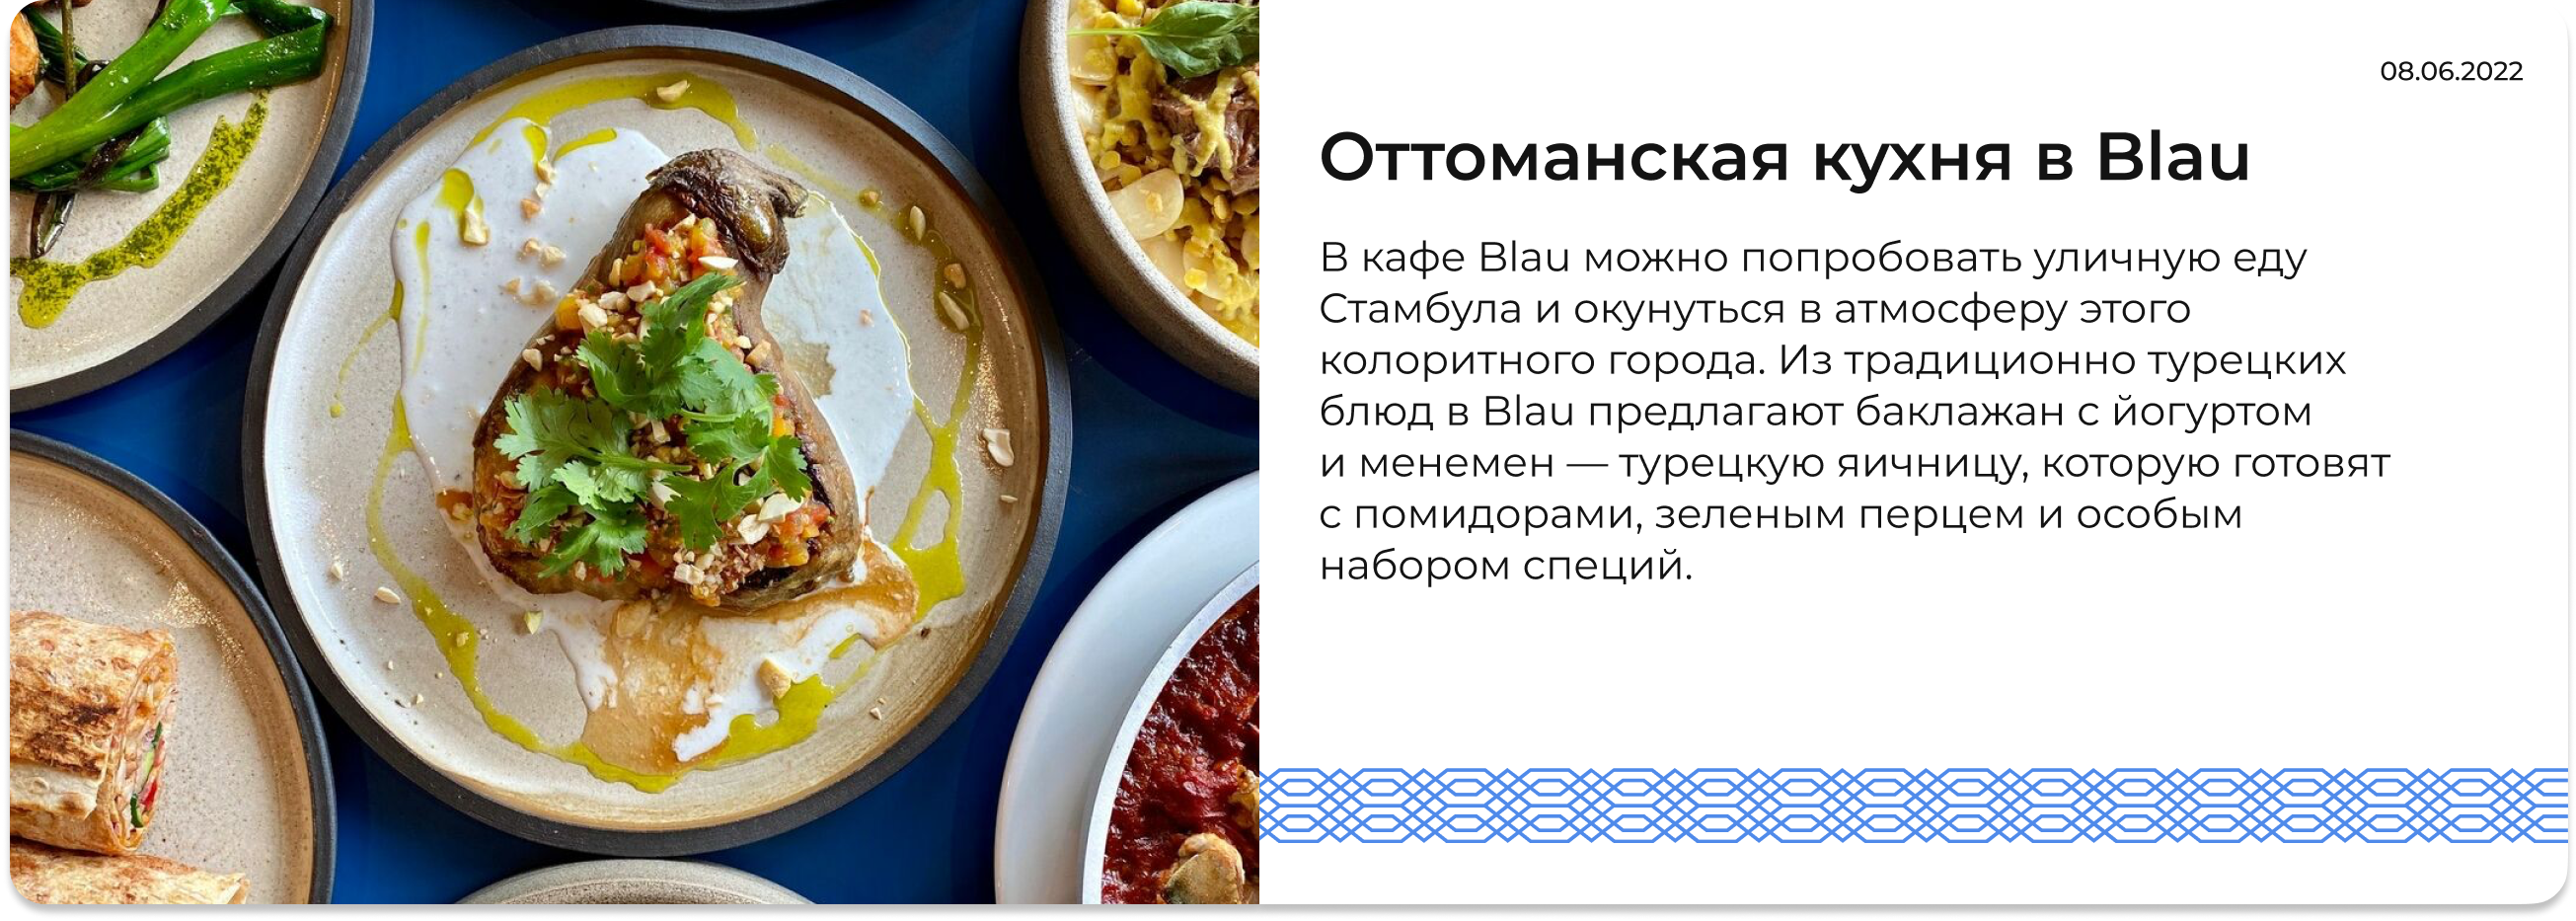 08.06.2022
Оттоманская кухня в Blau
В кафе Blau можно попробовать уличную еду
Стамбула и окунуться в атмосферу этого
колоритного города. Из традиционно турецких
блюд в Blau предлагают баклажан с йогуртом
и менемен — турецкую яичницу, которую готовят
с помидорами, зеленым перцем и особым
набором специй.